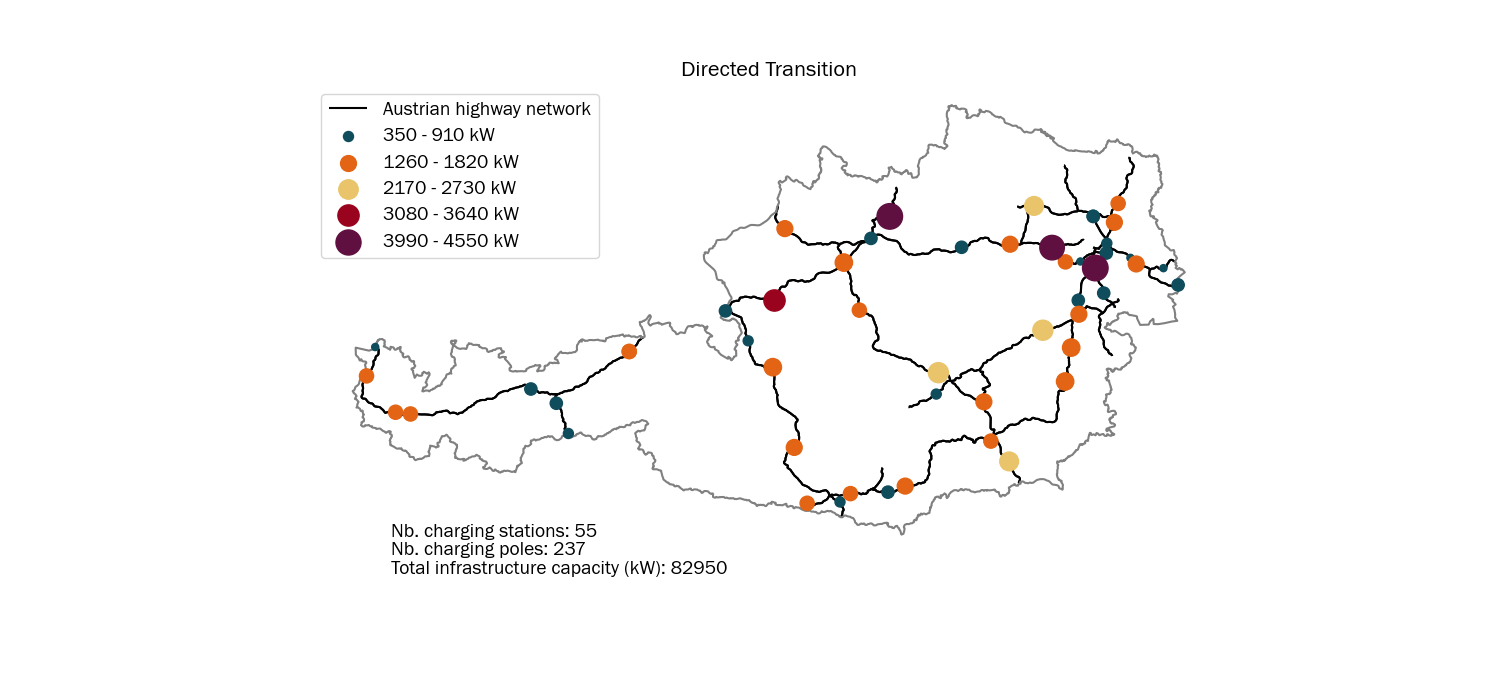 Directed Transition
Austrian highway network
350 - 910 kW
1260 - 1820 kW
2170 - 2730 kW
3080 - 3640 kW
3990 - 4550 kW
Nb. charging stations: 55
Nb. charging poles: 237
Total infrastructure capacity (kW): 82950